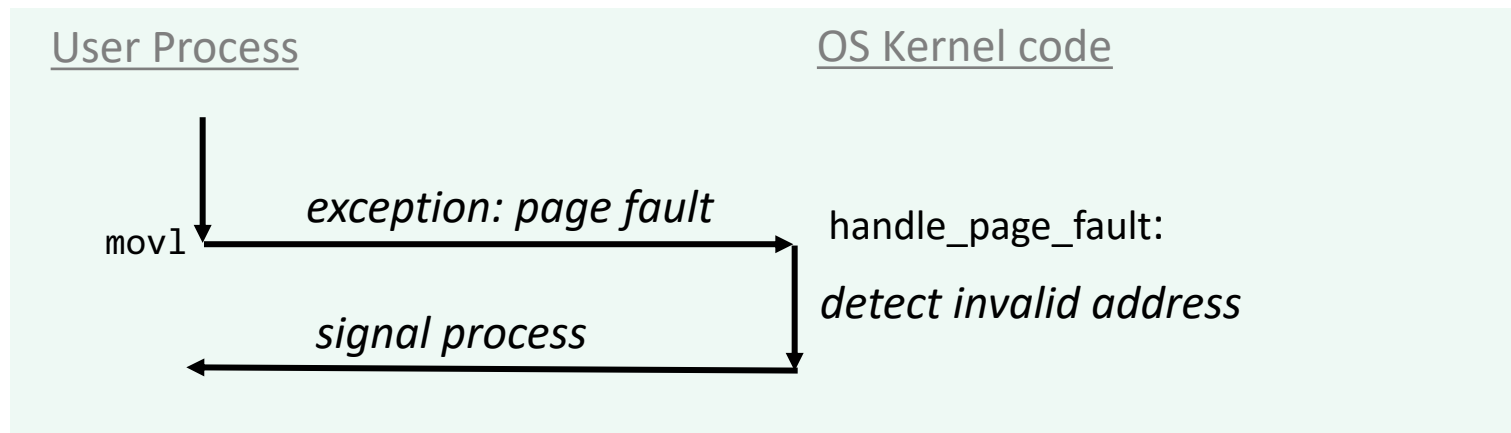 User Process
OS Kernel code
exception: page fault
movl
handle_page_fault:
detect invalid address
signal process